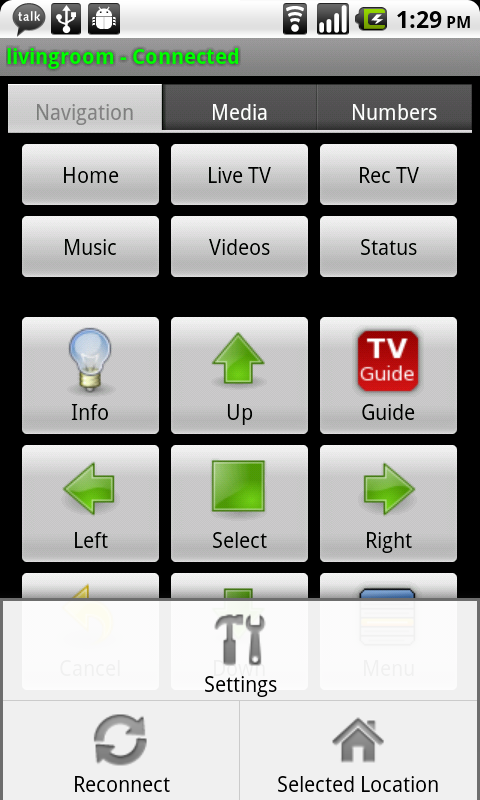 talk 1:29 PM
livingroom - Connected
Navigation Media Numbers
Home Live TV Rec TV
Music Videos Status
TV
Guide
Info Up Guide
Left Select Right
Cancel Down Menu
Settings
Reconnect Selected Location